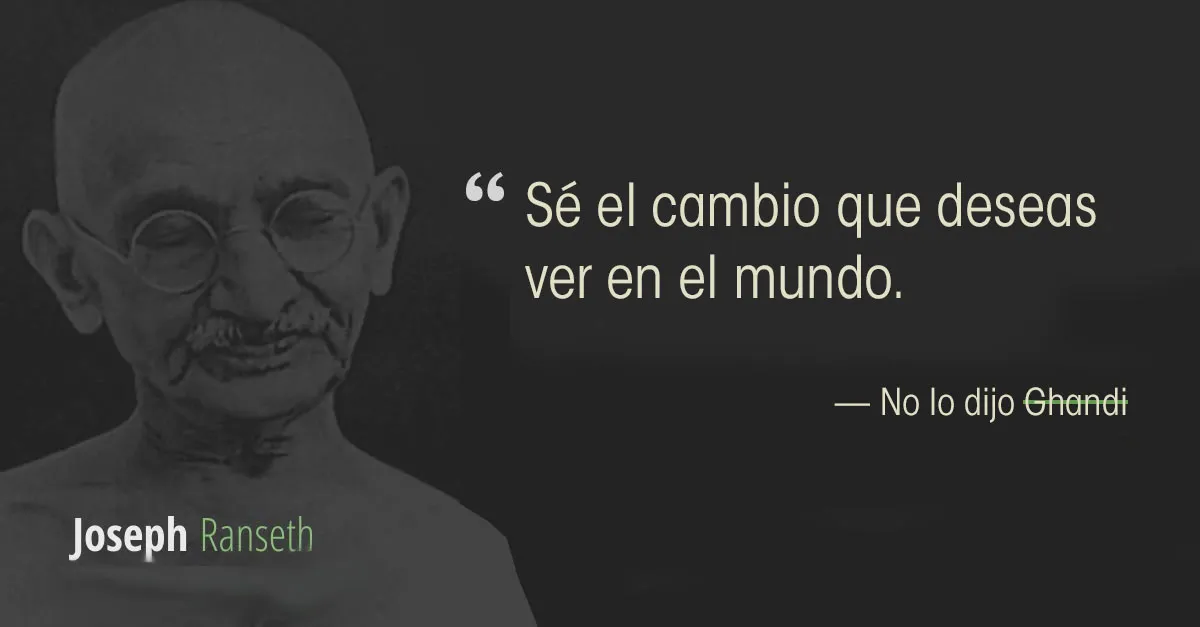 “ Sé el cambio que deseas
ver en el mundo.
— No lo dijo Ghandi
Joseph Ranseth